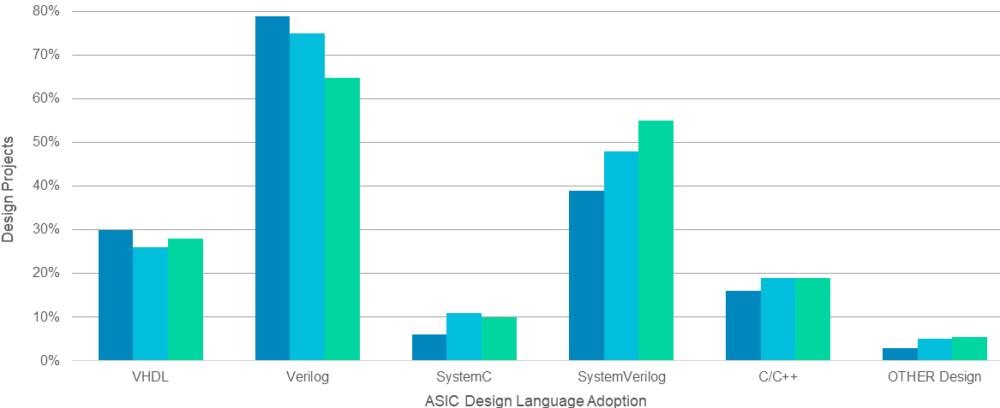 80%
70%
60%
50%
40%
30%
20%
10%
0%
Design Projects
VHDL
Verilog
SystemC
SystemVerilog
C/C++
OTHER Design
ASIC Design Language Adoption